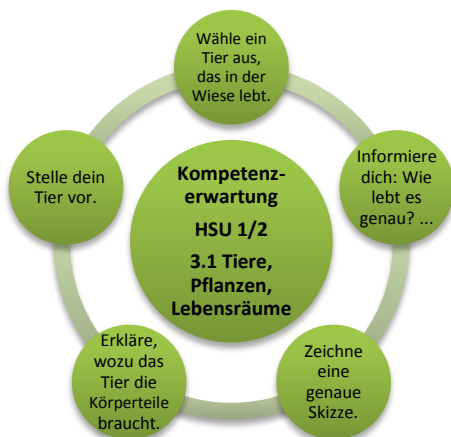 Wähle ein
Tier aus,
das in der
Wiese lebt.
Informiere
dich: Wie
lebt es
genau? ...
Zeichne
eine
genaue
Skizze.
Erkläre,
wozu das
Tier die
Körperteile
braucht.
Stelle dein
Tier vor.
Kompetenz-
erwartung
HSU 1/2
3.1 Tiere,
Pflanzen,
Lebensräume